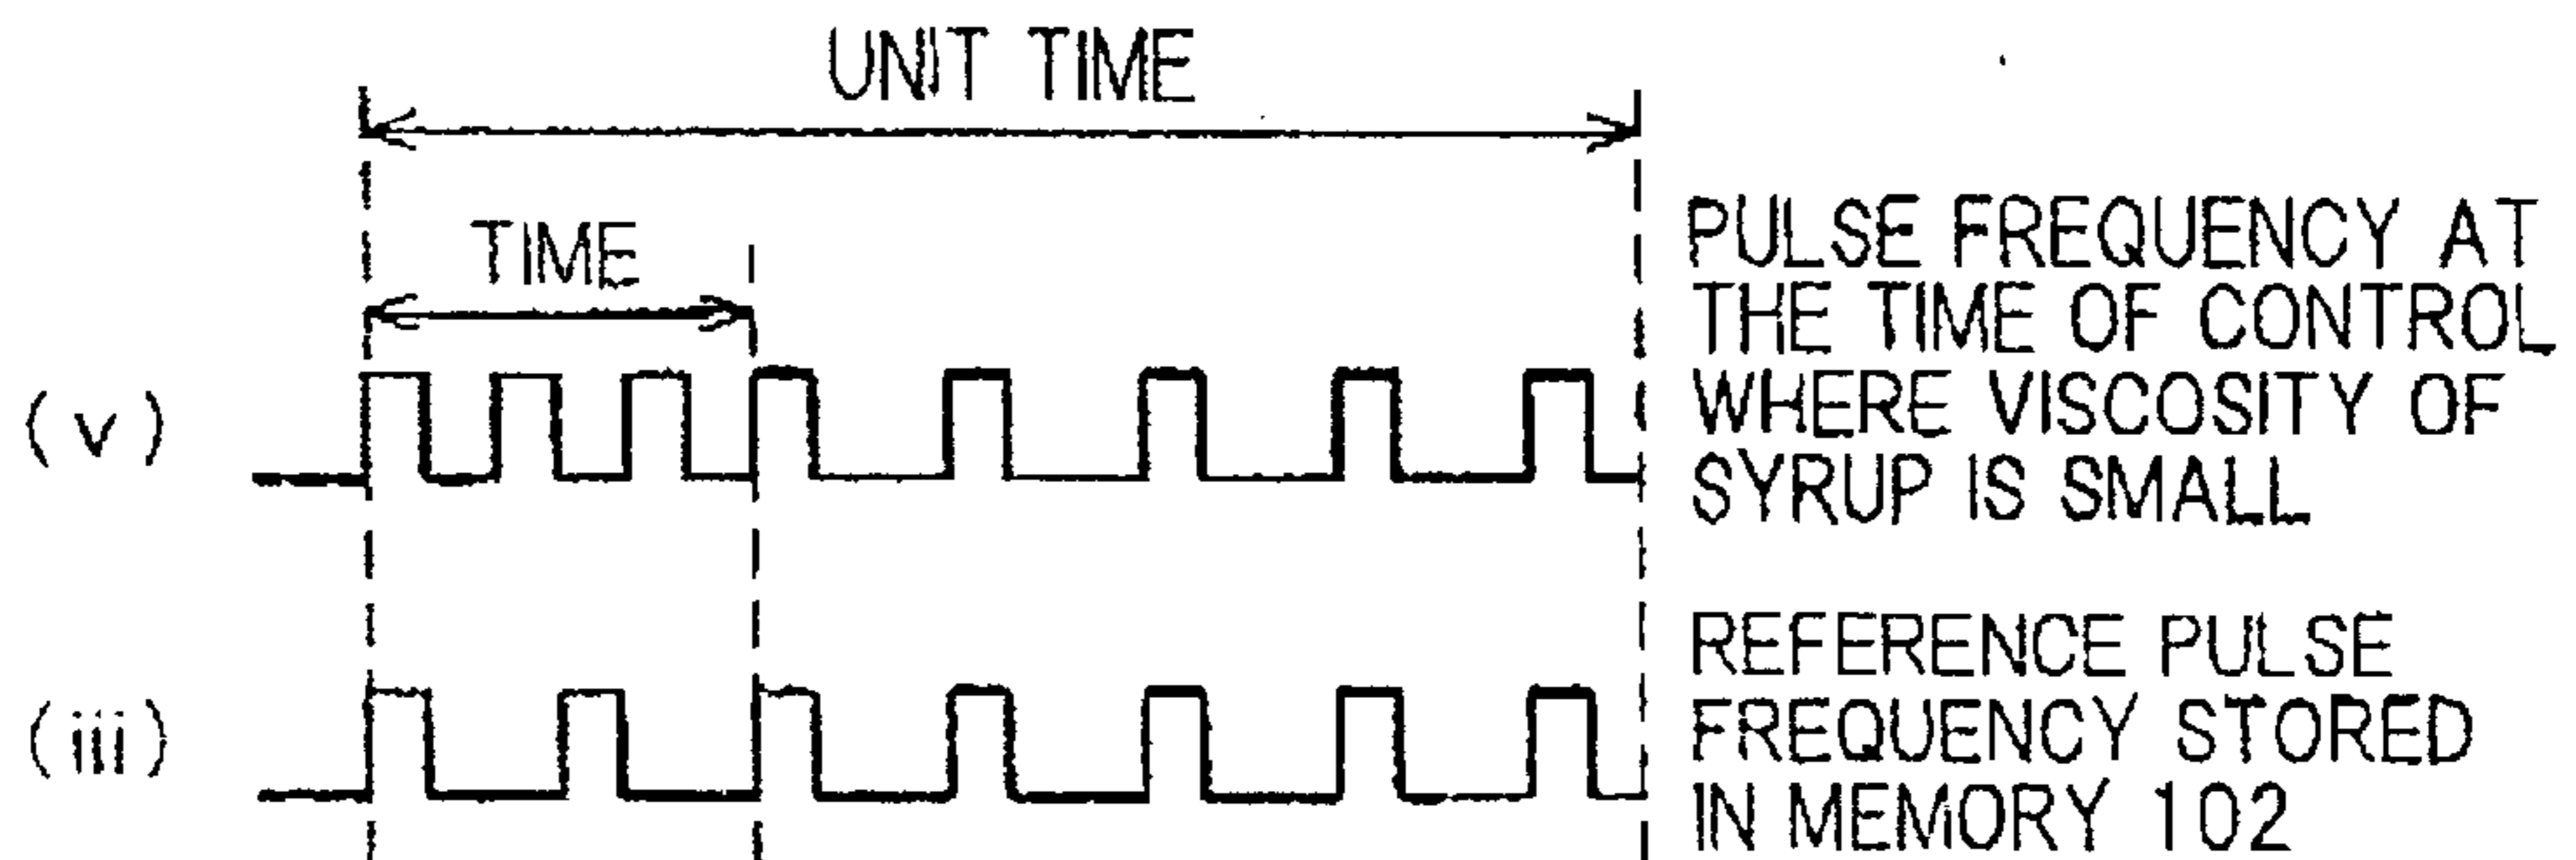 UNIT TIME
TIME
(v)
PULSE FREQUENCY AT
THE TIME OF CONTROL
WHERE VISCOSITY OF
SYRUP IS SMALL
(iii)
REFERENCE PULSE
FREQUENCY STORED
IN MEMORY 102